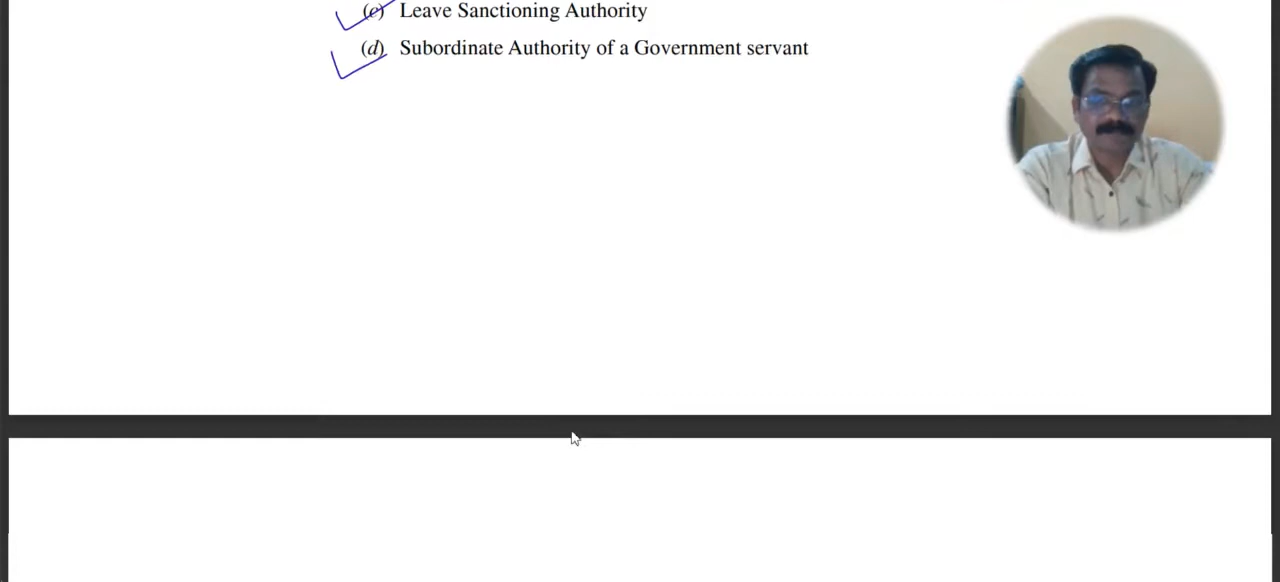 (c) Leave Sanctioning Authority
(d) Subordinate Authority of a Government servant